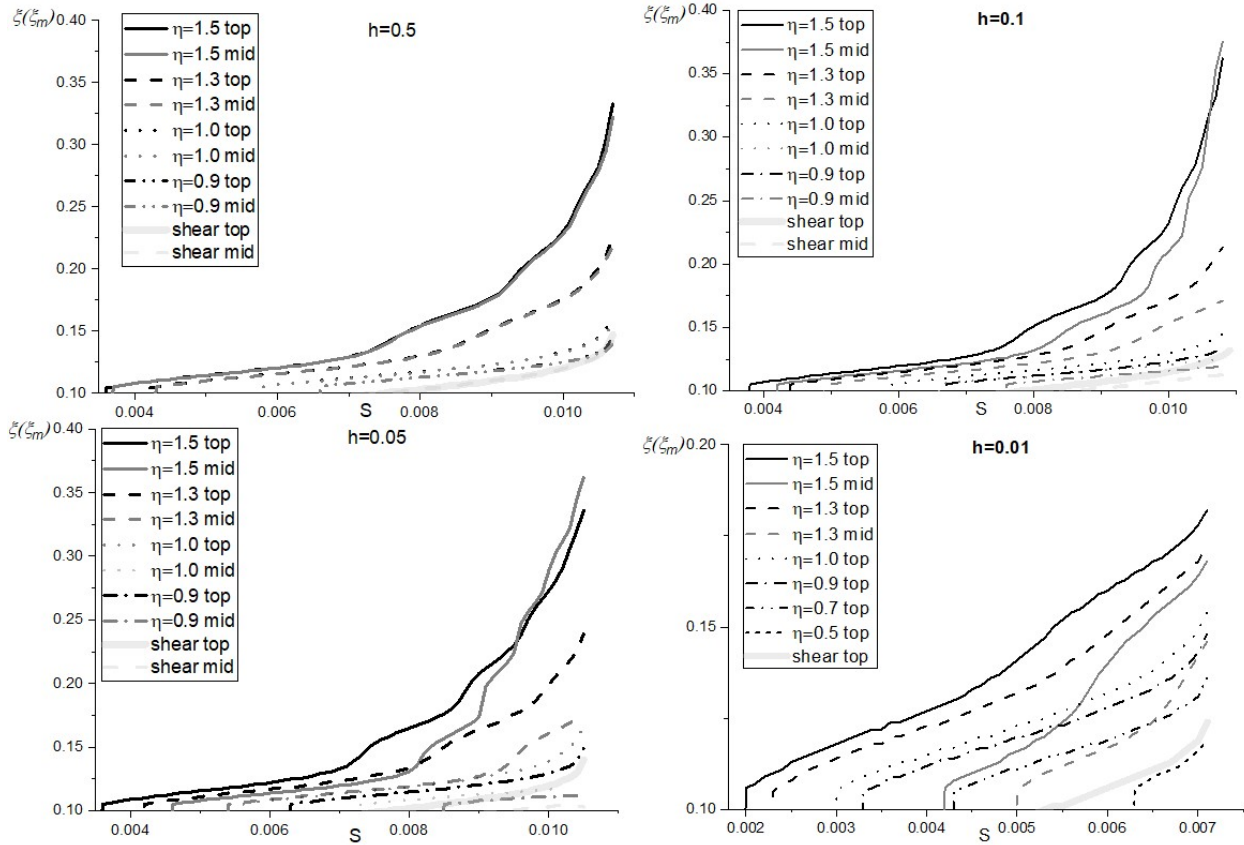 ξ(ξm)
h=0.5
0.40
0.35
0.30
0.25
0.20
0.15
0.10
η=1.5 top
η=1.5 mid
η=1.3 top
η=1.3 mid
η=1.0 top
η=1.0 mid
η=0.9 top
η=0.9 mid
shear top
shear mid
0.004
0.006
S
0.008
0.010
ξ(ξm)
h=0.1
0.40
0.35
0.30
0.25
0.20
0.15
0.10
η=1.5 top
η=1.5 mid
η=1.3 top
η=1.3 mid
η=1.0 top
η=1.0 mid
η=0.9 top
η=0.9 mid
shear top
shear mid
0.004
0.006
S
0.008
0.010
ξ(ξm)
h=0.05
0.40
0.35
0.30
0.25
0.20
0.15
0.10
η=1.5 top
η=1.5 mid
η=1.3 top
η=1.3 mid
η=1.0 top
η=1.0 mid
η=0.9 top
η=0.9 mid
shear top
shear mid
0.004
0.006
S
0.008
0.010
ξ(ξm)
h=0.01
0.20
0.15
0.10
η=1.5 top
η=1.5 mid
η=1.3 top
η=1.3 mid
η=1.0 top
η=0.9 top
η=0.7 top
η=0.5 top
shear top
0.002
0.003
0.004
S
0.005
0.006
0.007